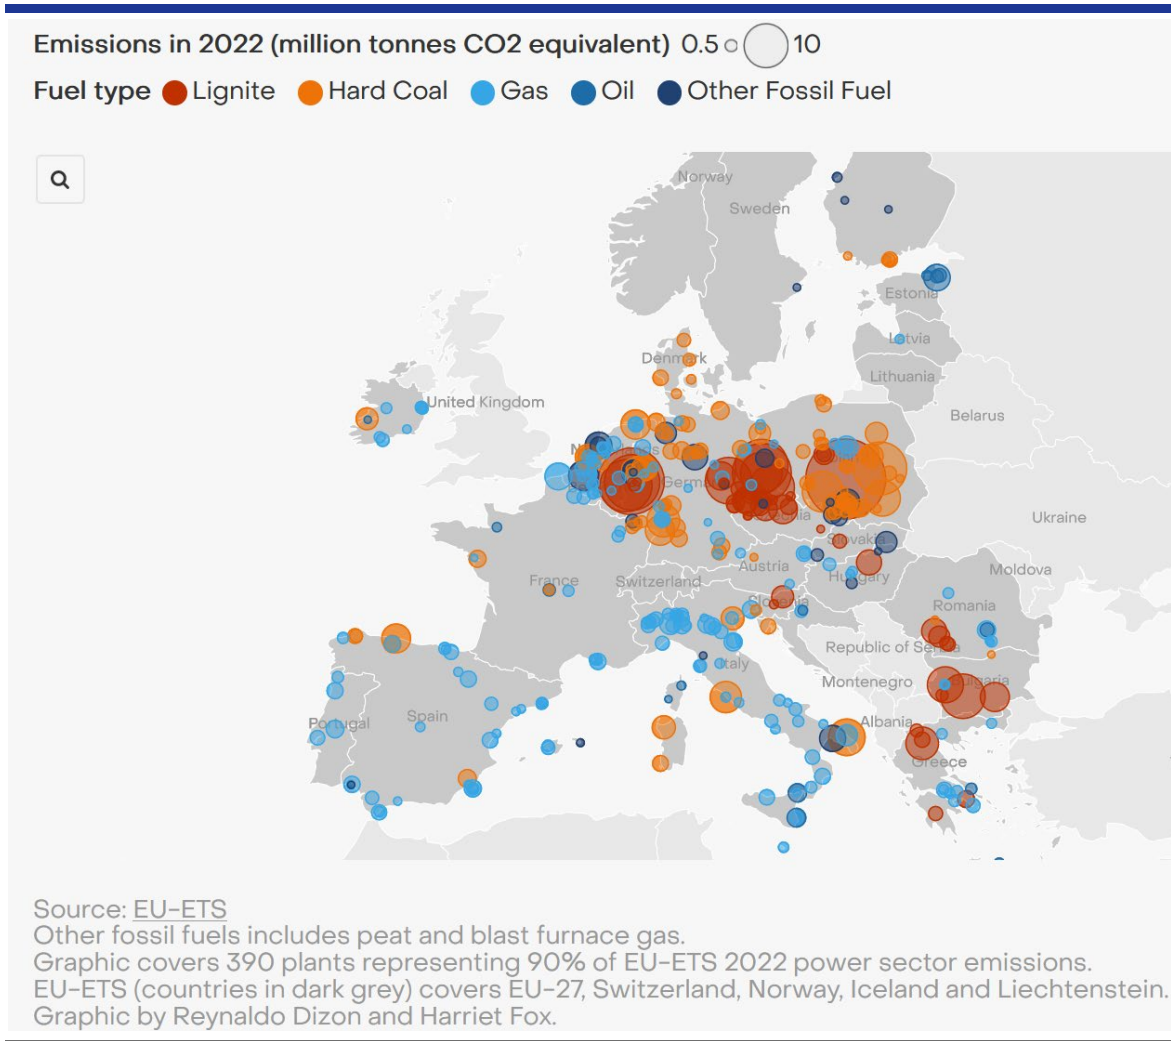 Emissions in 2022 (million tonnes CO2 equivalent) 0.5 10
Fuel type Lignite Hard Coal Gas Oil Other Fossil Fuel
Norway
Sweden
Estonia
Latvia
Denmark
Lithuania
United Kingdom
Belarus
Ukraine
Slovakia
Austria
Moldova
France
Switzerland
Hungary
Romania
Republic of Serbia
Italy
Montenegro
Bulgaria
Portugal
Spain
Albania
Greece
Source: EU-ETS
Other fossil fuels includes peat and blast furnace gas.
Graphic covers 390 plants representing 90% of EU-ETS 2022 power sector emissions.
EU-ETS (countries in dark grey) covers EU-27, Switzerland, Norway, Iceland and Liechtenstein.
Graphic by Reynaldo Dizon and Harriet Fox.